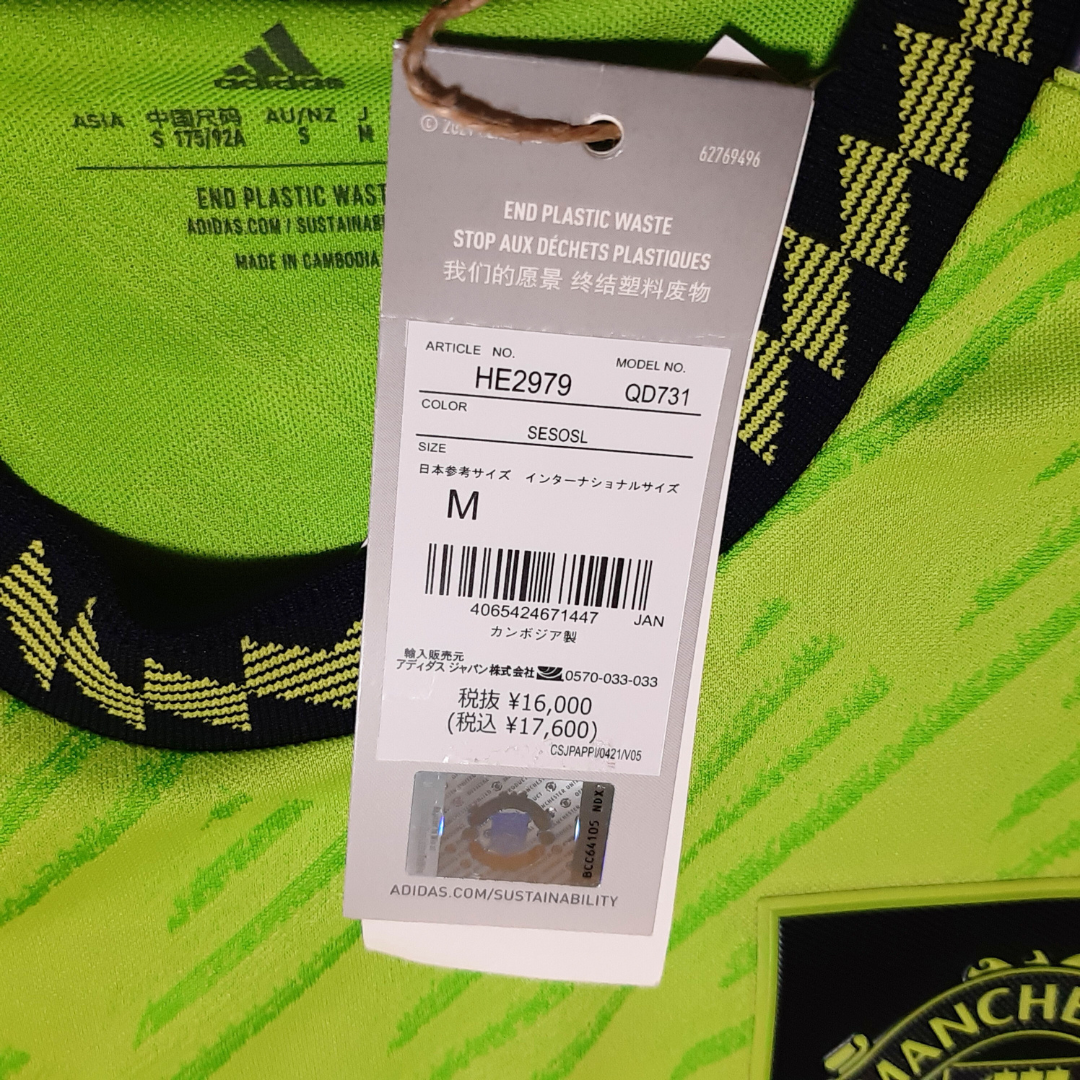 adidas
ASIA 中国尺码 AU/NZ J
S 175/92A S M
END PLASTIC WAST
ADIDAS.COM / SUSTAINAB
MADE IN CAMBODIA
62769496
END PLASTIC WASTE
STOP AUX DÉCHETS PLASTIQUES
我们的愿景 终结塑料废物
ARTICLE NO.
MODEL NO.
HE2979
QD731
COLOR
SESOSL
SIZE
日本参考サイズ インターナショナルサイズ
M
4065424671447 JAN
カンボジア製
輸入販売元
アディダス ジャパン株式会社 0570-033-033
税抜 ¥16,000
(税込 ¥17,600)
CSJPAPPI/0421/V05
BCC64105 NDX
ADIDAS.COM/SUSTAINABILITY
MANCHE